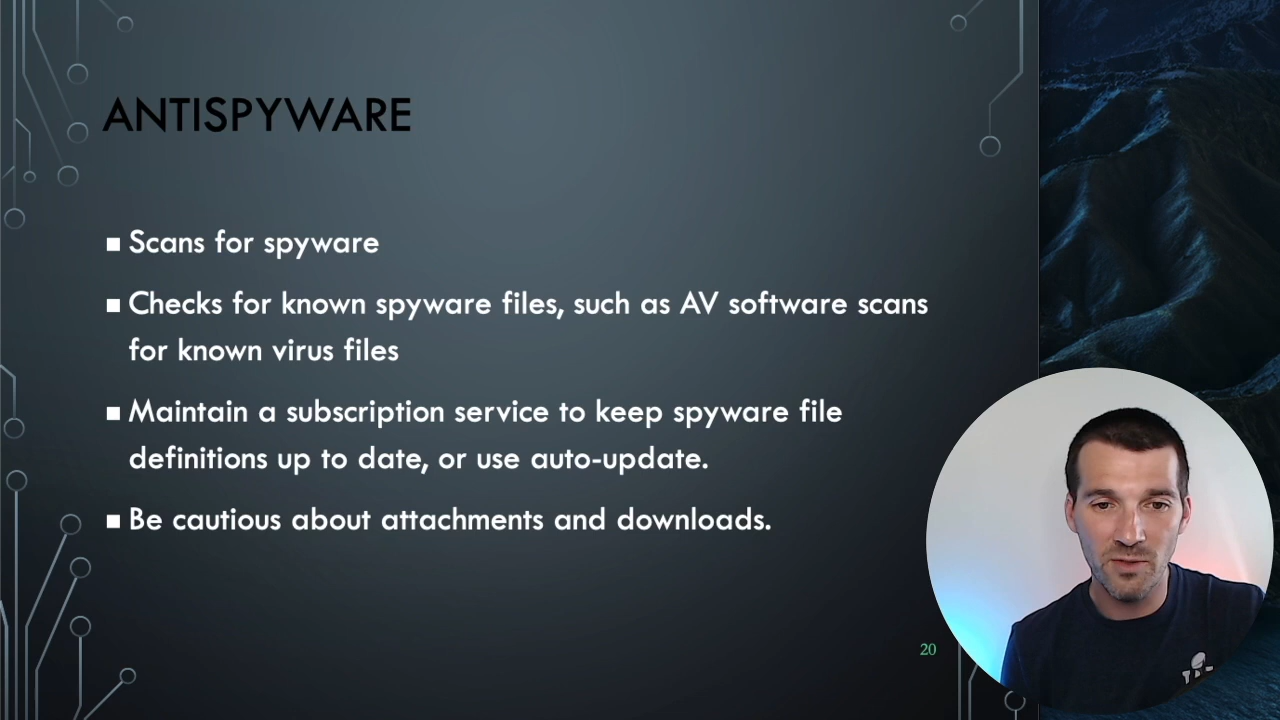 ANTISPYWARE
■ Scans for spyware
■ Checks for known spyware files, such as AV software scans
for known virus files
■ Maintain a subscription service to keep spyware file
definitions up to date, or use auto-update.
■ Be cautious about attachments and downloads.
20